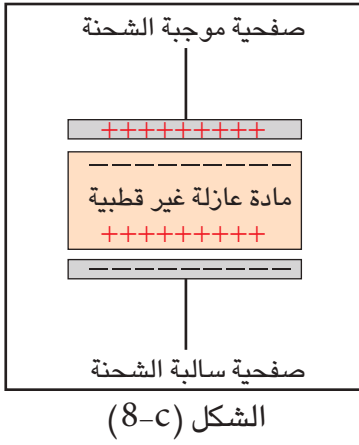 صفحية موجبة الشحنة
+++++++++
— — — — — — — — —
مادة عازلة غير قطبية
+++++++++
— — — — — — — — —
صفحية سالبة الشحنة
الشكل (8-c)